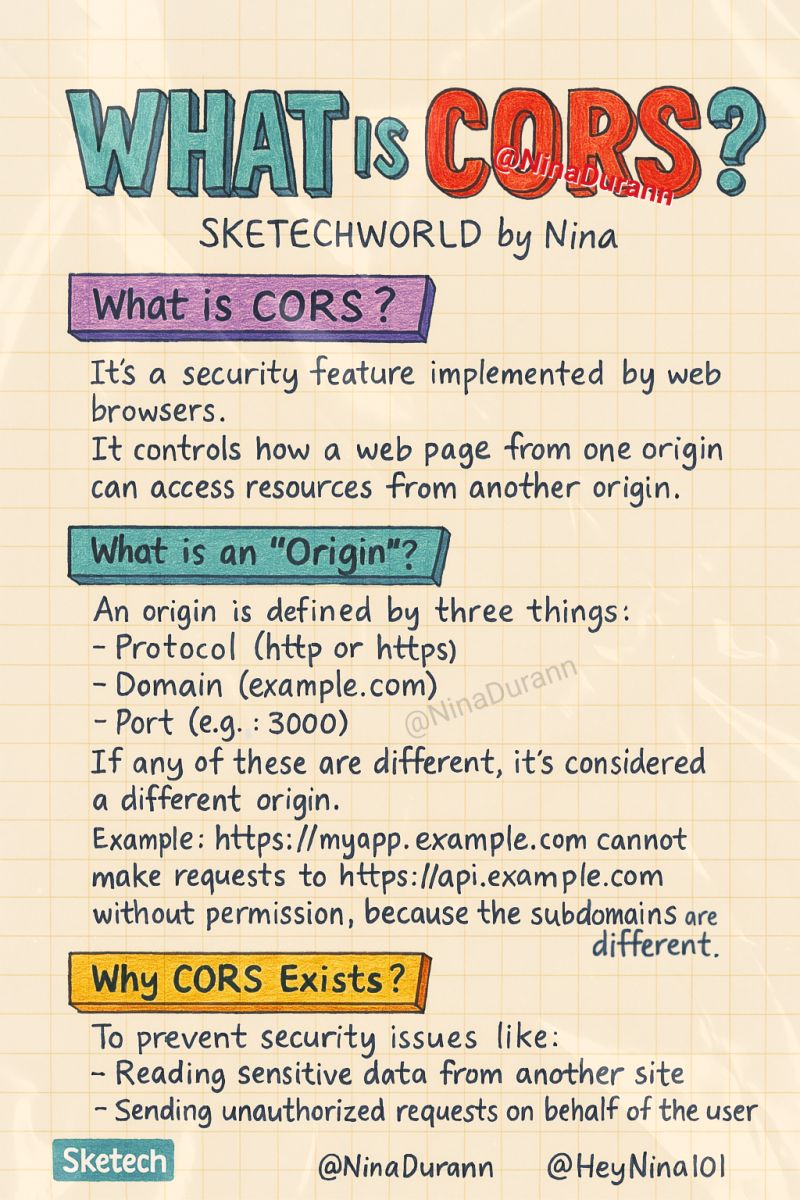 WHAT IS CORS?
@NinaDurann
SKETECHWORLD by Nina
What is CORS?
It's a security feature implemented by web
browsers.
It controls how a web page from one origin
can access resources from another origin.
What is an "Origin"?
An origin is defined by three things:
- Protocol (http or https)
- Domain (example.com)
- Port (e.g. : 3000)
@NinaDurann
If any of these are different, it's considered
a different origin.
Example: https://myapp.example.com cannot
make requests to https://api.example.com
without permission, because the subdomains are
different.
Why CORS Exists?
To prevent security issues like:
- Reading sensitive data from another site
- Sending unauthorized requests on behalf of the user
Sketech
@NinaDurann @HeyNina101